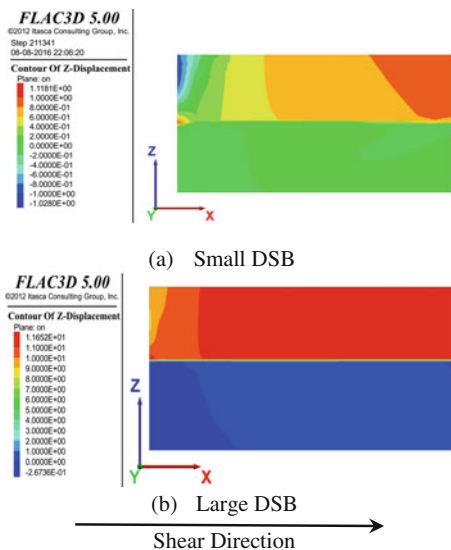 FLAC3D 5.00
©2012 Itasca Consulting Group, Inc.
Step 211341
08-08-2016 22:06:20
Contour Of Z-Displacement
Plane: on
1.1181E+00
1.0000E+00
8.0000E-01
6.0000E-01
4.0000E-01
2.0000E-01
0.0000E+00
-2.0000E-01
-4.0000E-01
-6.0000E-01
-8.0000E-01
-1.0000E+00
-1.0280E+00
Z
Y X
(a) Small DSB
FLAC3D 5.00
©2012 Itasca Consulting Group, Inc.
Contour Of Z-Displacement
Plane: on
1.1652E+01
1.1000E+01
1.0000E+01
9.0000E+00
8.0000E+00
7.0000E+00
6.0000E+00
5.0000E+00
4.0000E+00
3.0000E+00
2.0000E+00
1.0000E+00
0.0000E+00
-2.6736E-01
Z
Y X
(b) Large DSB
Shear Direction